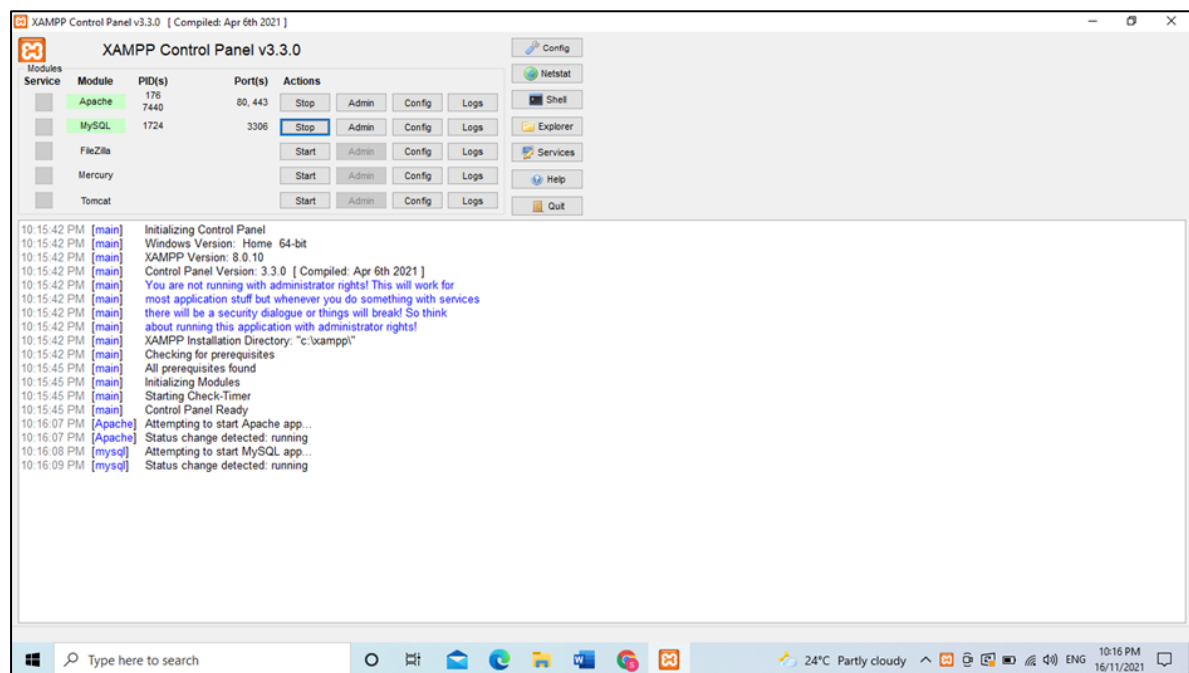 XAMPP Control Panel v3.3.0 [ Compiled: Apr 6th 2021 ]
XAMPP Control Panel v3.3.0
Config
Modules
Service Module PID(s) Port(s) Actions
Netstat
Apache 176 7440 80, 443 Stop Admin Config Logs
Shell
MySQL 1724 3306 Stop Admin Config Logs
Explorer
FileZilla Start Admin Config Logs
Services
Mercury Start Admin Config Logs
Help
Tomcat Start Admin Config Logs
Quit
10:15:42 PM [main] Initializing Control Panel
10:15:42 PM [main] Windows Version: Home 64-bit
10:15:42 PM [main] XAMPP Version: 8.0.10
10:15:42 PM [main] Control Panel Version: 3.3.0 [ Compiled: Apr 6th 2021 ]
10:15:42 PM [main] You are not running with administrator rights! This will work for
10:15:42 PM [main] most application stuff but whenever you do something with services
10:15:42 PM [main] there will be a security dialogue or things will break! So think
10:15:42 PM [main] about running this application with administrator rights!
10:15:42 PM [main] XAMPP Installation Directory: "c:\xampp\"
10:15:42 PM [main] Checking for prerequisites
10:15:45 PM [main] All prerequisites found
10:15:45 PM [main] Initializing Modules
10:15:45 PM [main] Starting Check-Timer
10:15:45 PM [main] Control Panel Ready
10:16:07 PM [Apache] Attempting to start Apache app...
10:16:07 PM [Apache] Status change detected: running
10:16:08 PM [mysql] Attempting to start MySQL app...
10:16:09 PM [mysql] Status change detected: running
Type here to search
24°C Partly cloudy
ENG
10:16 PM
16/11/2021